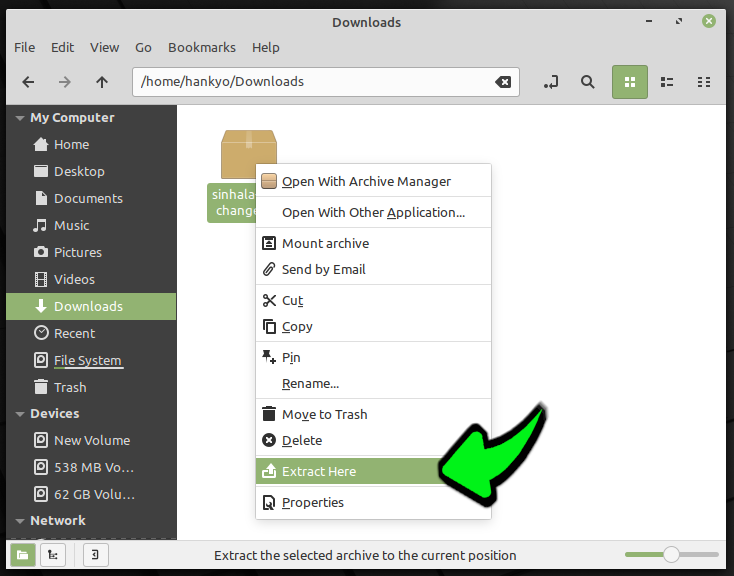 Downloads
File Edit View Go Bookmarks Help
/home/hankyo/Downloads
My Computer
Home
Desktop
Documents
Music
Pictures
Videos
Downloads
Recent
File System
Trash
Devices
New Volume
538 MB Vo...
62 GB Volu...
Network
sinhala
change
Open With Archive Manager
Open With Other Application...
Mount archive
Send by Email
Cut
Copy
Pin
Rename...
Move to Trash
Delete
Extract Here
Properties
Extract the selected archive to the current position